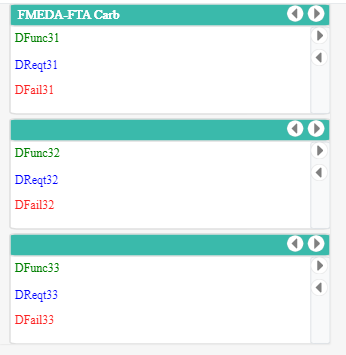 FMEDA-FTA Carb
DFunc31
DReqt31
DFail31
DFunc32
DReqt32
DFail32
DFunc33
DReqt33
DFail33